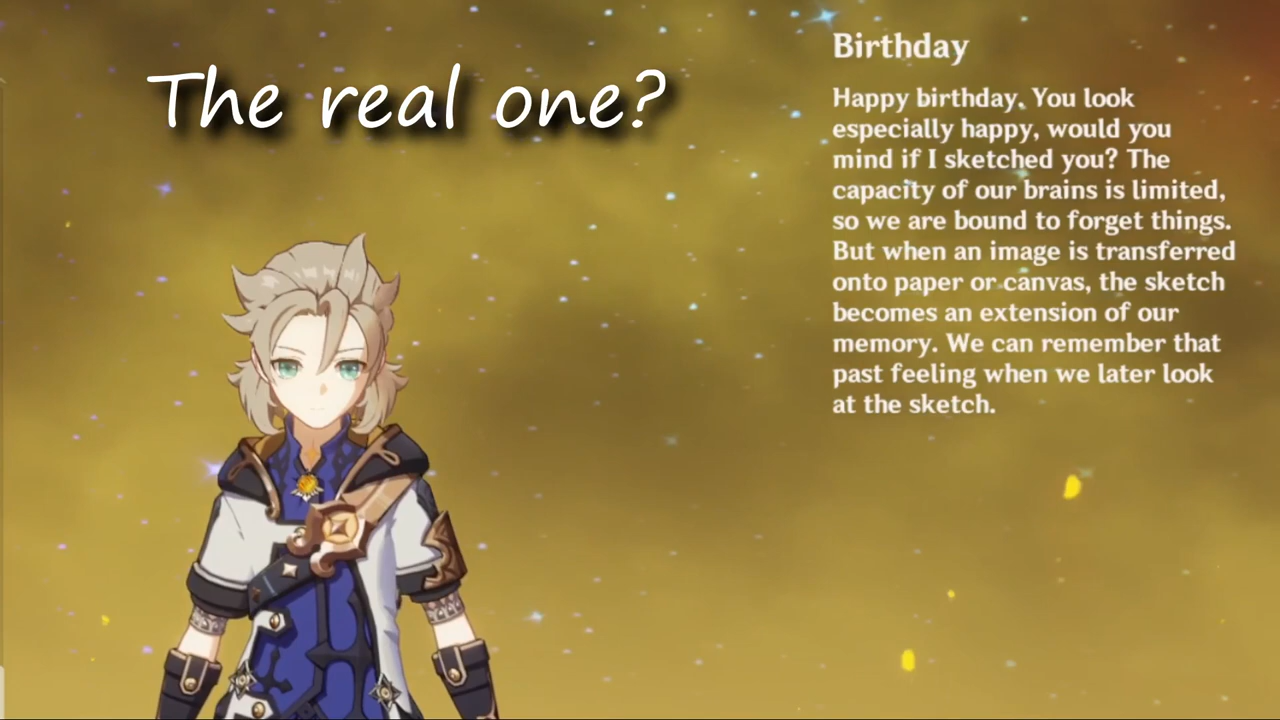 The real one?
Birthday
Happy birthday. You look
especially happy, would you
mind if I sketched you? The
capacity of our brains is limited,
so we are bound to forget things.
But when an image is transferred
onto paper or canvas, the sketch
becomes an extension of our
memory. We can remember that
past feeling when we later look
at the sketch.